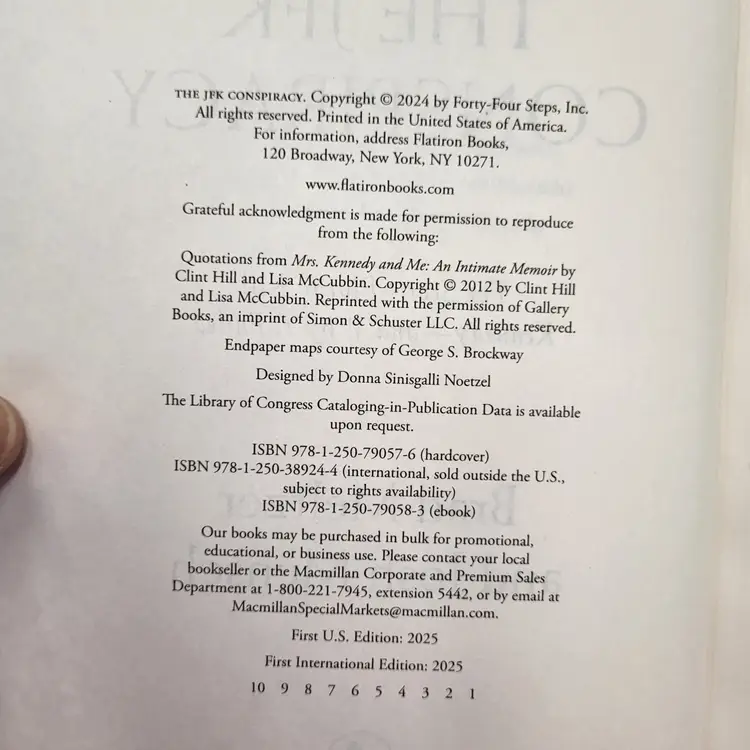 THE JFK CONSPIRACY. Copyright © 2024 by Forty-Four Steps, Inc.
All rights reserved. Printed in the United States of America.
For information, address Flatiron Books,
120 Broadway, New York, NY 10271.
www.flatironbooks.com
Grateful acknowledgment is made for permission to reproduce
from the following:
Quotations from Mrs. Kennedy and Me: An Intimate Memoir by
Clint Hill and Lisa McCubbin. Copyright © 2012 by Clint Hill
and Lisa McCubbin. Reprinted with the permission of Gallery
Books, an imprint of Simon & Schuster LLC. All rights reserved.
Endpaper maps courtesy of George S. Brockway
Designed by Donna Sinisgalli Noetzel
The Library of Congress Cataloging-in-Publication Data is available
upon request.
ISBN 978-1-250-79057-6 (hardcover)
ISBN 978-1-250-38924-4 (international, sold outside the U.S.,
subject to rights availability)
ISBN 978-1-250-79058-3 (ebook)
Our books may be purchased in bulk for promotional,
educational, or business use. Please contact your local
bookseller or the Macmillan Corporate and Premium Sales
Department at 1-800-221-7945, extension 5442, or by email at
MacmillanSpecialMarkets@macmillan.com.
First U.S. Edition: 2025
First International Edition: 2025
10 9 8 7 6 5 4 3 2 1